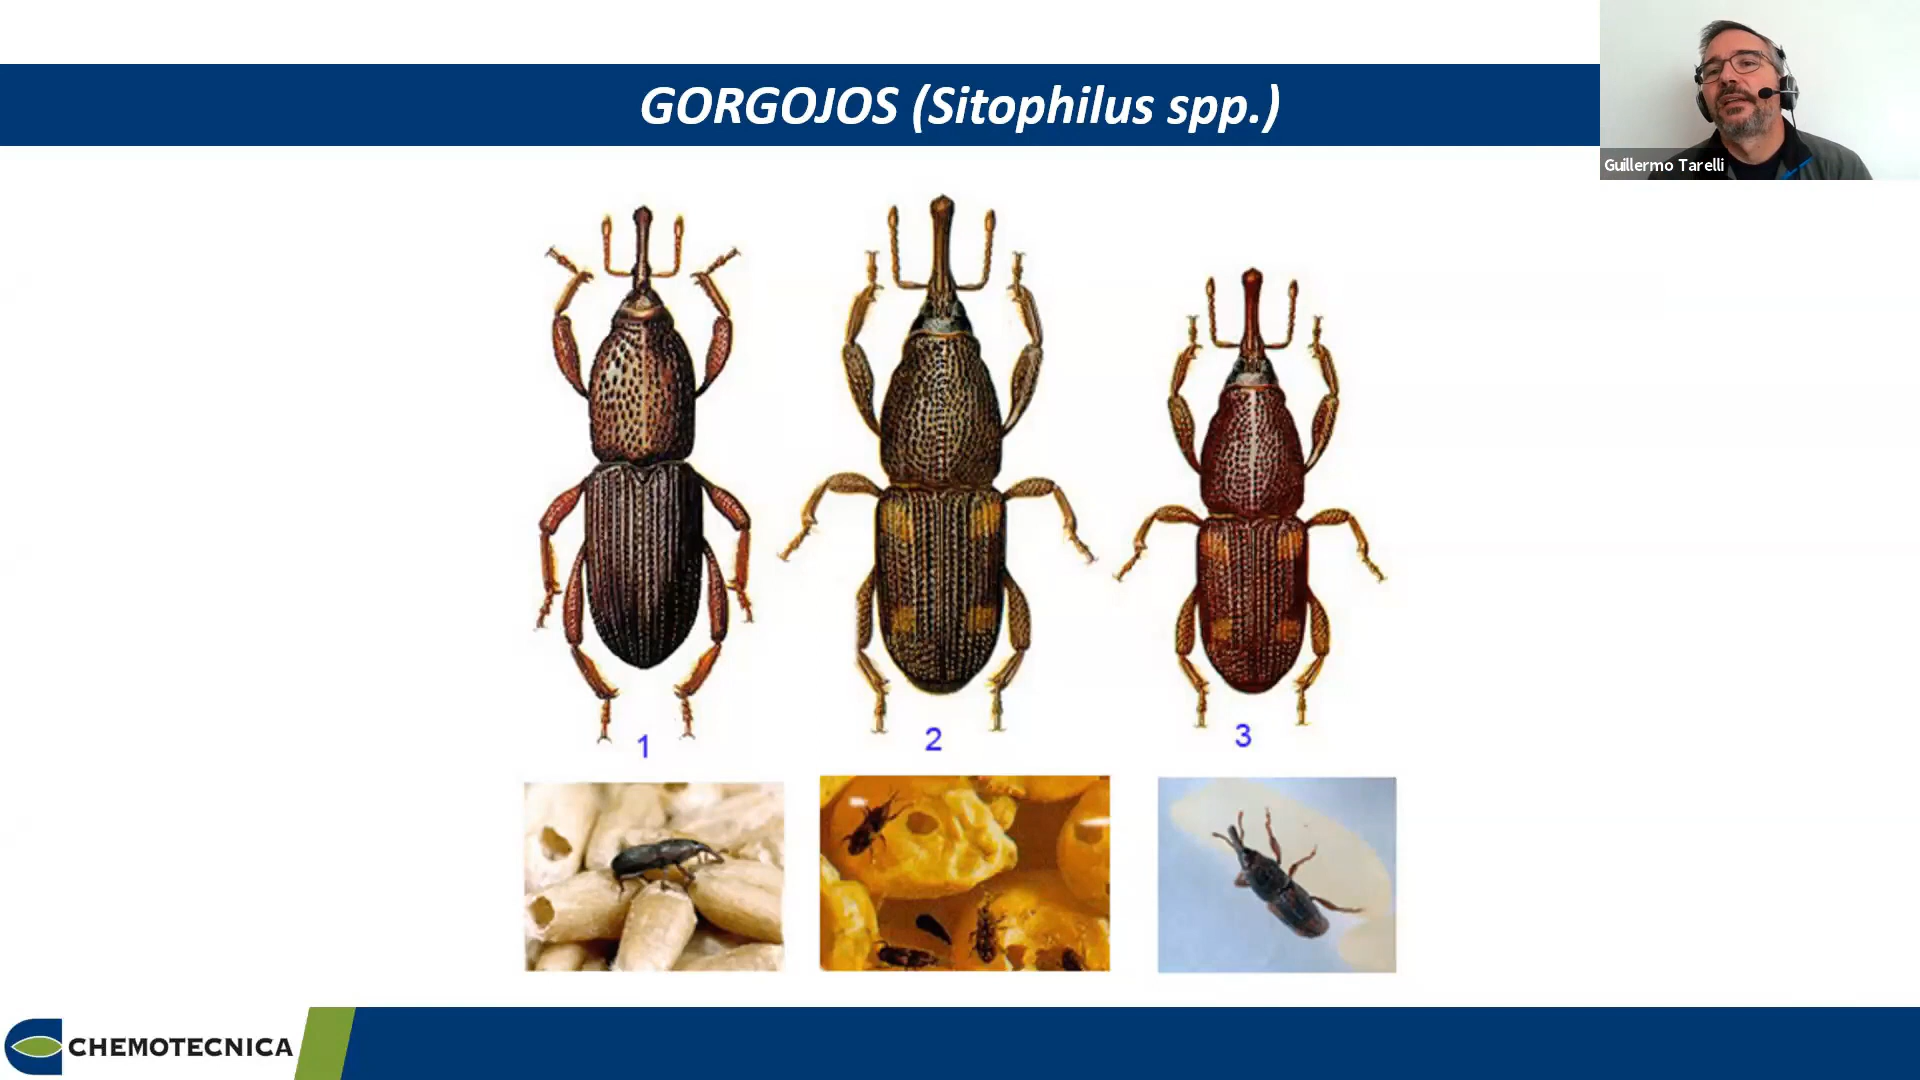 GORGOJOS (Sitophilus spp.)
Guillermo Tarelli
1
2
3
CHEMOTECNICA